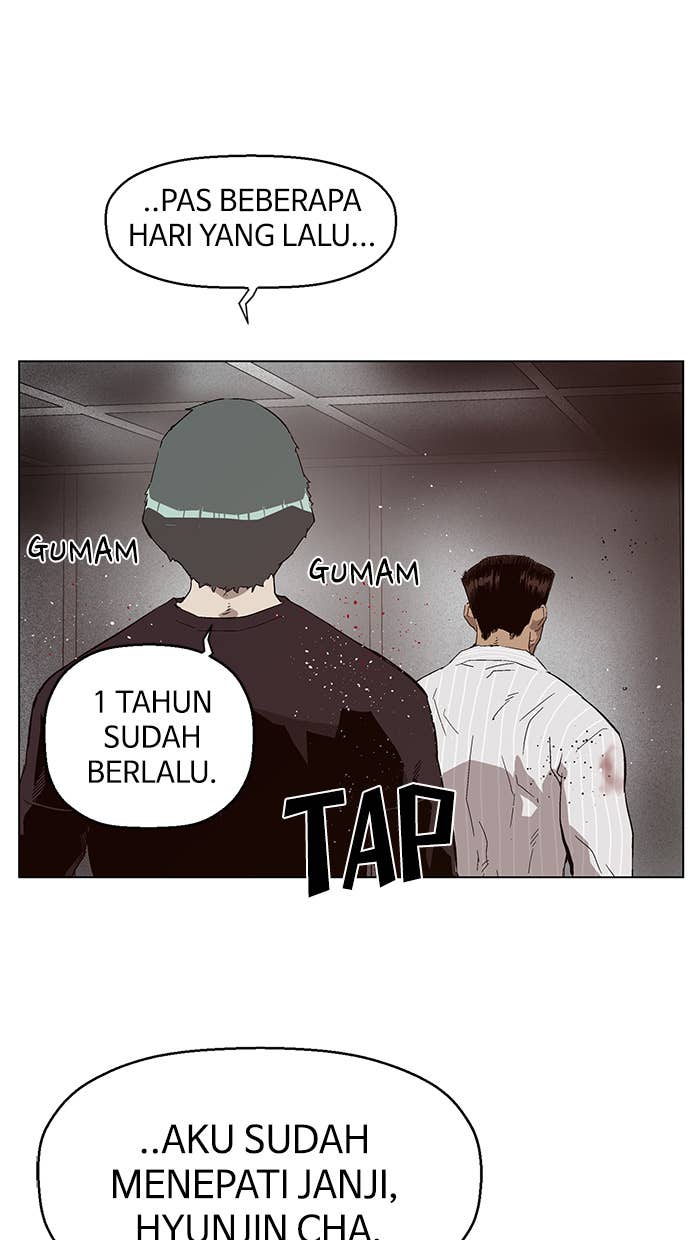 ..PAS BEBERAPA
HARI YANG LALU...
GUMAM
GUMAM
1 TAHUN
SUDAH
BERLALU.
TAP
..AKU SUDAH
MENEPATI JANJI,
HYUNJIN CHA.